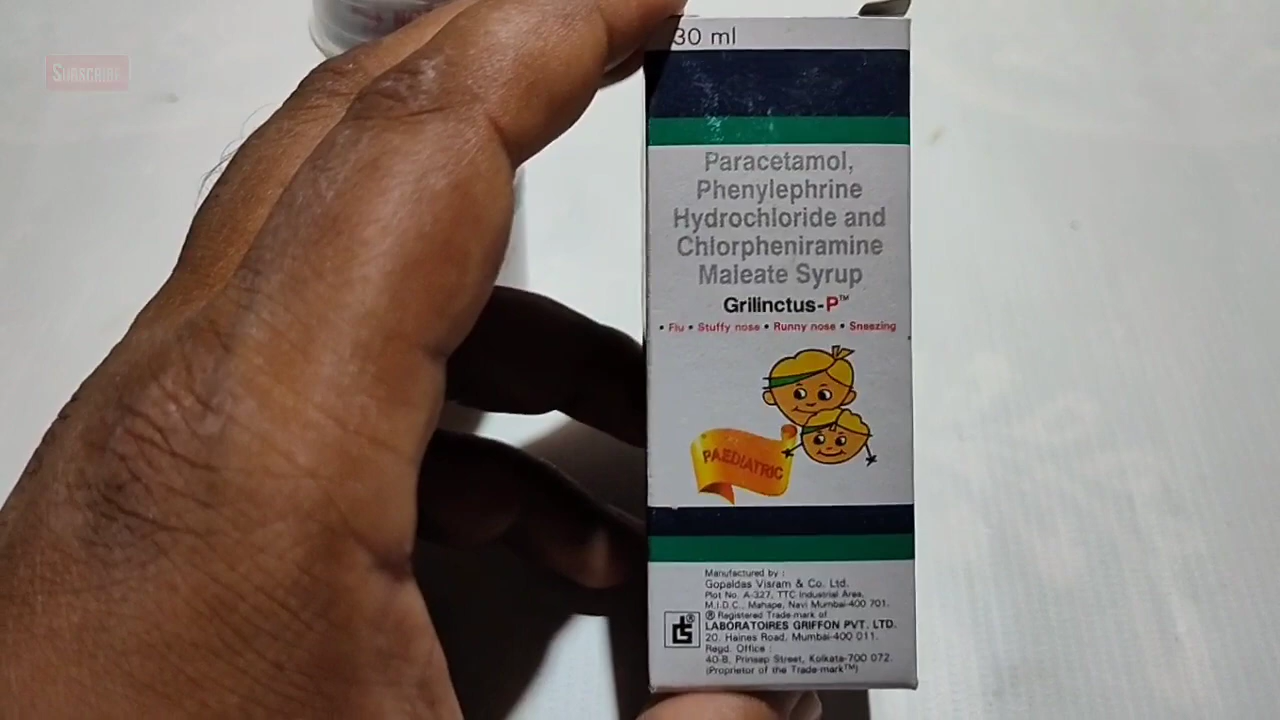 SUBSCRIBE
30 ml
Paracetamol,
Phenylephrine
Hydrochloride and
Chlorpheniramine
Maleate Syrup
Grilinctus-P™
• Flu • Stuffy nose • Runny nose • Sneezing
PAEDIATRIC
Manufactured by :
Gopaldas Visram & Co. Ltd.
Plot No. A-327, TTC Industrial Area,
M.I.D.C., Mahape, Navi Mumbai-400 701.
® Registered Trade-mark of
LABORATOIRES GRIFFON PVT. LTD.
20, Haines Road, Mumbai-400 011.
Regd. Office :
40-B, Prinsep Street, Kolkata-700 072.
(Proprietor of the Trade-mark™)